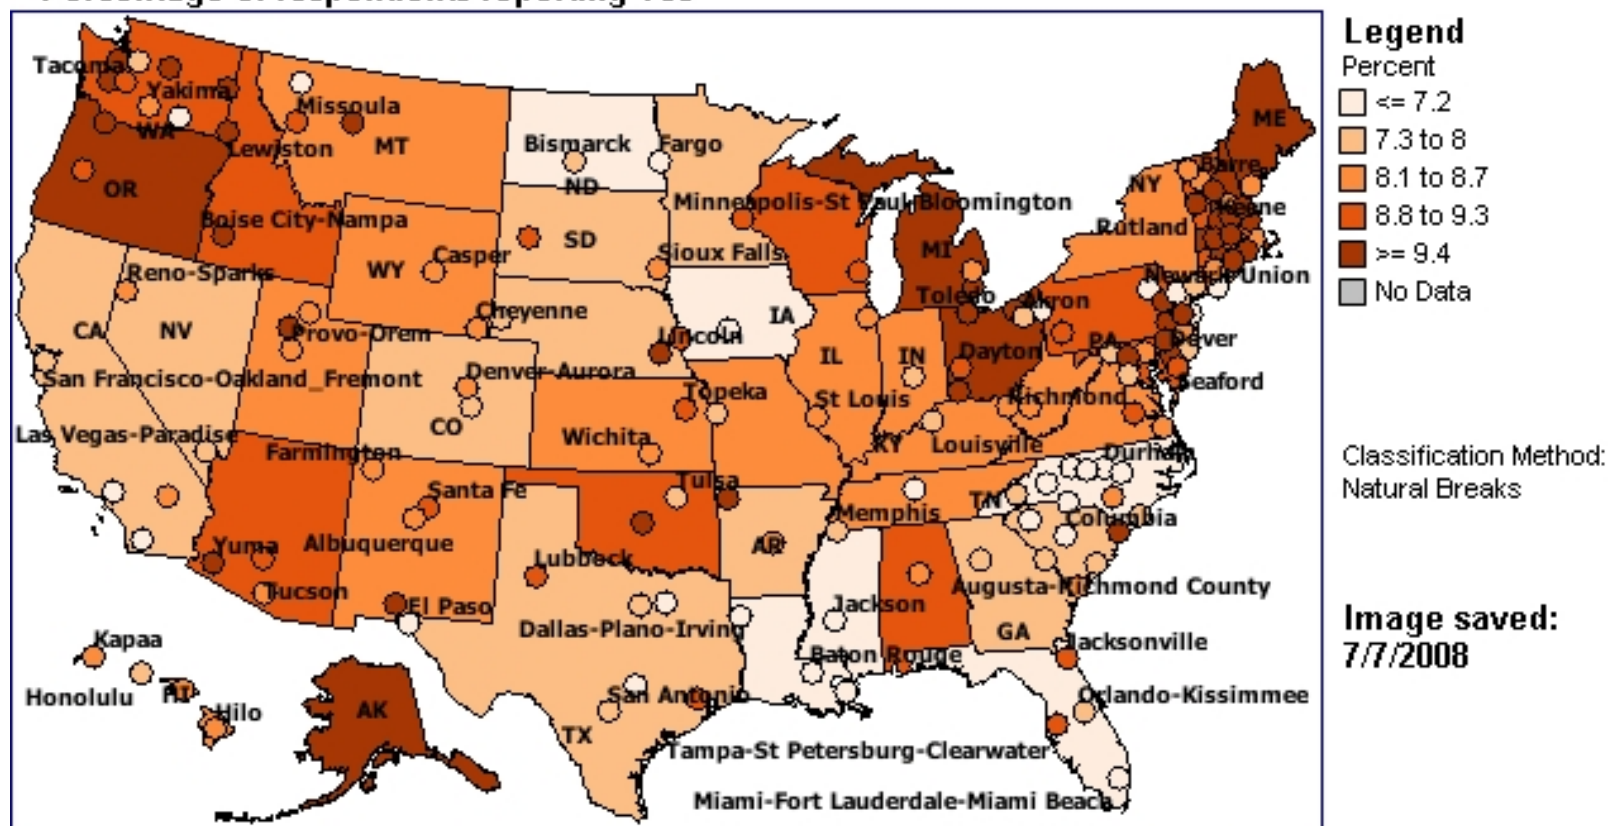 Percentage of respondents reporting Yes
Legend
Percent
<= 7.2
7.3 to 8
8.1 to 8.7
8.8 to 9.3
>= 9.4
No Data
Classification Method:
Natural Breaks
Image saved:
7/7/2008
Tacoma
Yakima
WA
Missoula
MT
Lewiston
OR
Boise City-Nampa
Bismarck
ND
Fargo
Minneapolis-St Paul-Bloomington
SD
Sioux Falls
WY
Casper
Cheyenne
Reno-Sparks
CA
NV
Provo-Orem
San Francisco-Oakland_Fremont
Las Vegas-Paradise
Denver-Aurora
CO
Lincoln
IA
Topeka
Wichita
IL
IN
St Louis
KY
Louisville
MI
Toledo
Akron
Dayton
PA
NY
ME
Barre
Keene
Rutland
Newark-Union
Dover
Seaford
Richmond
Durham
Farmington
Santa Fe
Albuquerque
Yuma
Tucson
El Paso
Lubbock
Tulsa
AR
Memphis
TN
Columbia
Augusta-Richmond County
GA
Jackson
Baton Rouge
Dallas-Plano-Irving
San Antonio
TX
Jacksonville
Orlando-Kissimmee
Tampa-St Petersburg-Clearwater
Miami-Fort Lauderdale-Miami Beach
Kapaa
Honolulu
HI
Hilo
AK